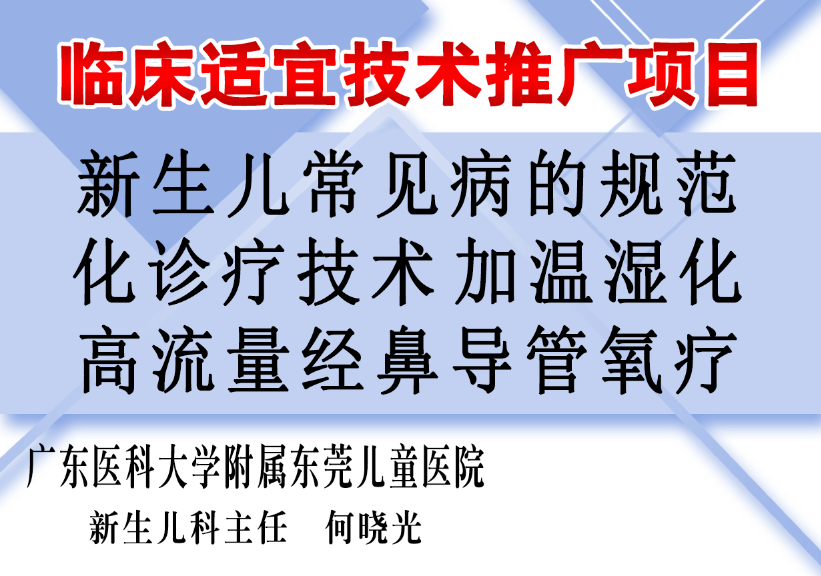 临床适宜技术推广项目
新生儿常见病的规范
化诊疗技术 加温湿化
高流量经鼻导管氧疗
广东医科大学附属东莞儿童医院
新生儿科主任 何晓光